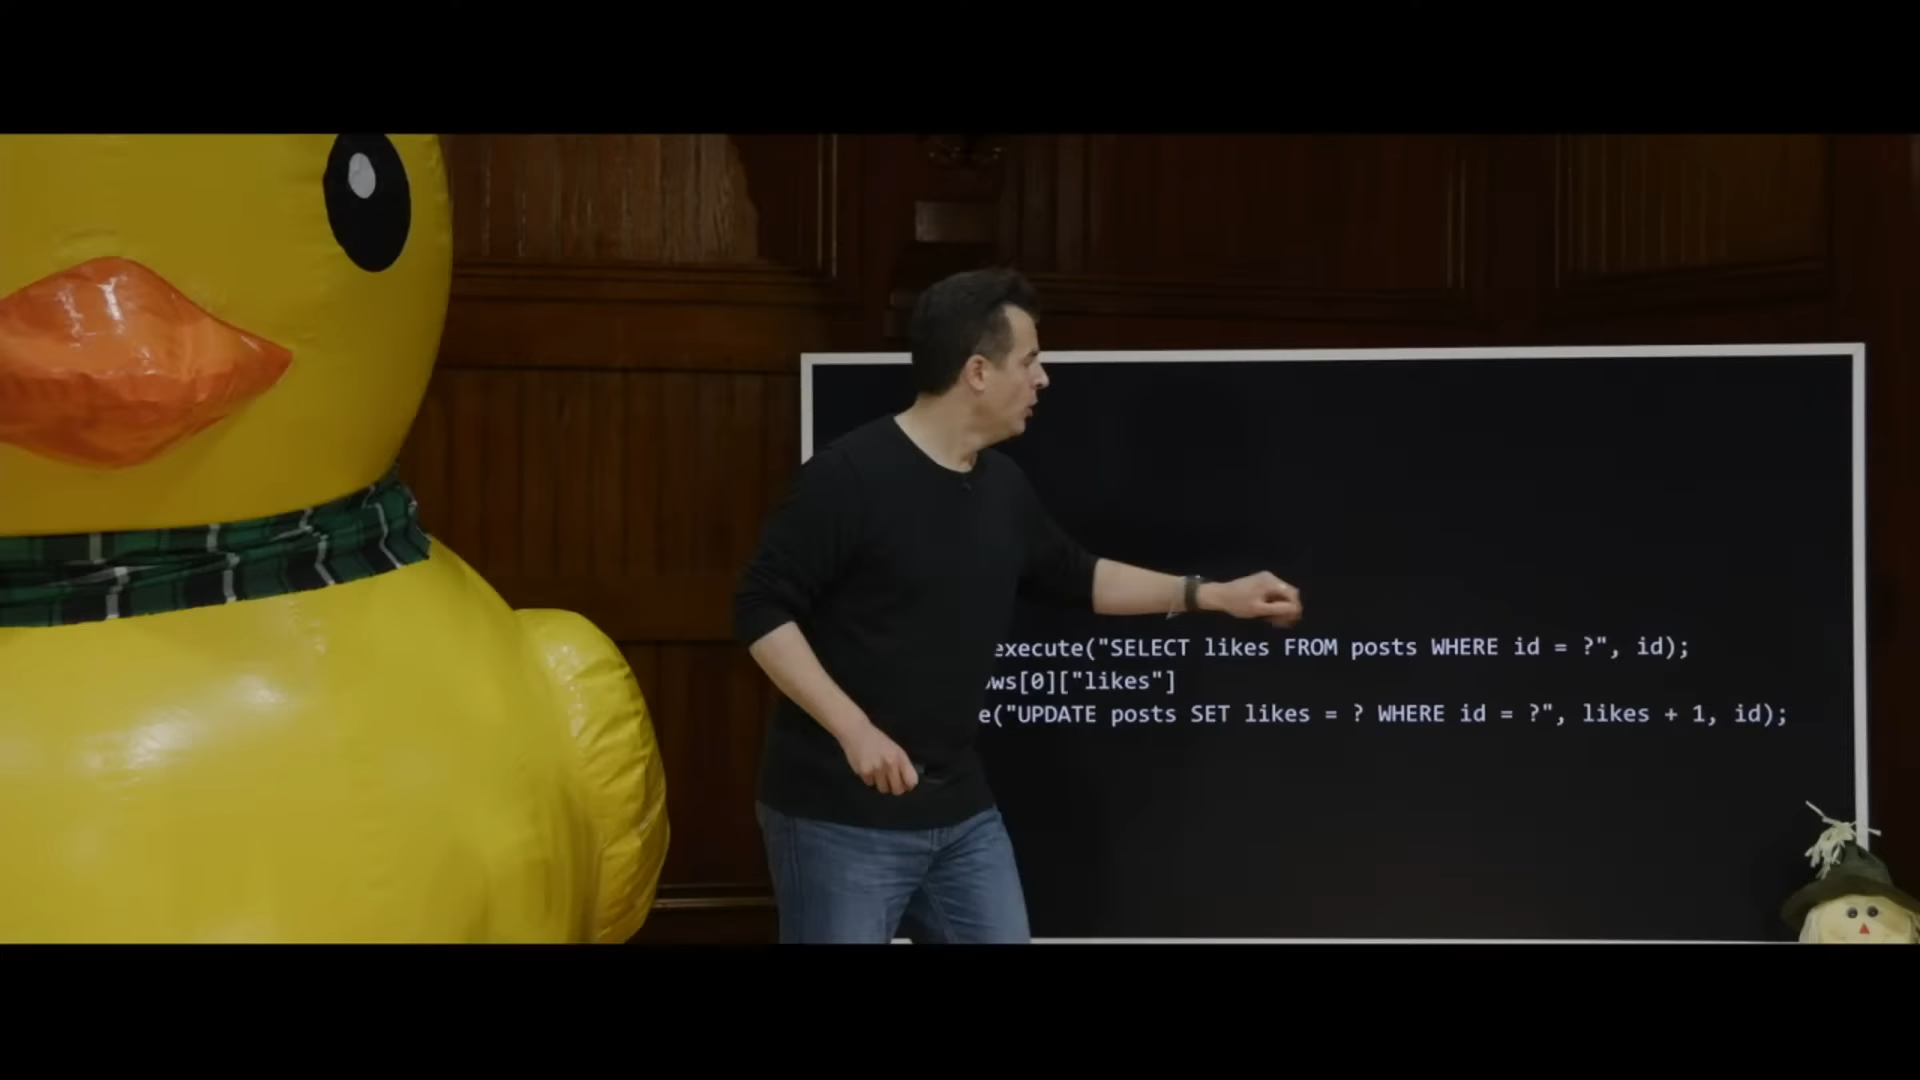 execute("SELECT likes FROM posts WHERE id = ?", id);
ws[0]["likes"]
e("UPDATE posts SET likes = ? WHERE id = ?", likes + 1, id);